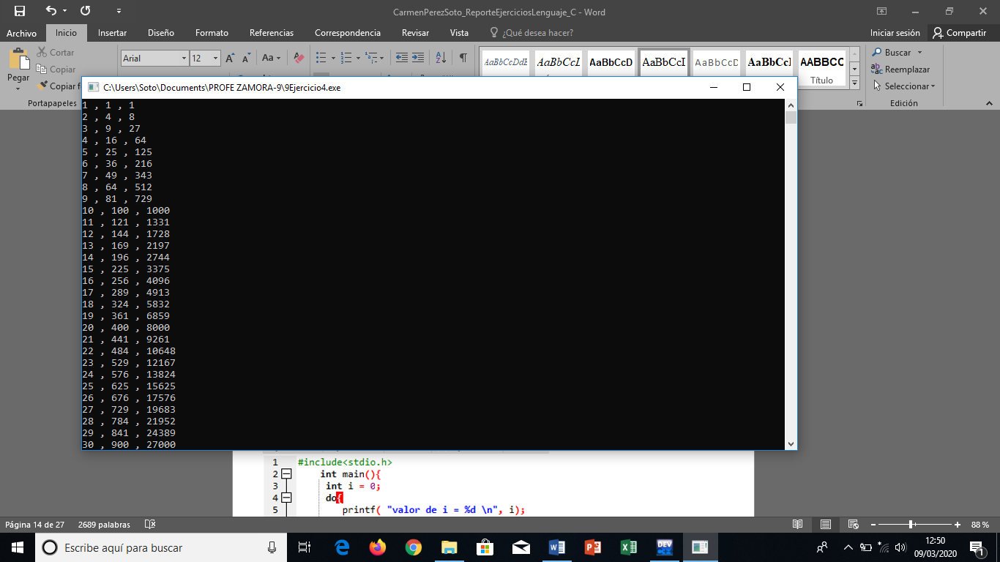 CarmenPerezSoto_ReporteEjerciciosLenguaje_C - Word
Archivo Inicio Insertar Diseño Formato Referencias Correspondencia Revisar Vista ¿Qué desea hacer? Iniciar sesión Compartir
Pegar
Cortar
Copiar
Copiar f
Portapapeles
Arial 12
AaBbCcDdE AaBbCcL AaBbCcD AaBbCcI AaBbCcD AaBbCcI AABBCC
Título
Buscar
Reemplazar
Seleccionar
Edición
C:\Users\Soto\Documents\PROFE ZAMORA-9\9Ejercicio4.exe
1 , 1 , 1
2 , 4 , 8
3 , 9 , 27
4 , 16 , 64
5 , 25 , 125
6 , 36 , 216
7 , 49 , 343
8 , 64 , 512
9 , 81 , 729
10 , 100 , 1000
11 , 121 , 1331
12 , 144 , 1728
13 , 169 , 2197
14 , 196 , 2744
15 , 225 , 3375
16 , 256 , 4096
17 , 289 , 4913
18 , 324 , 5832
19 , 361 , 6859
20 , 400 , 8000
21 , 441 , 9261
22 , 484 , 10648
23 , 529 , 12167
24 , 576 , 13824
25 , 625 , 15625
26 , 676 , 17576
27 , 729 , 19683
28 , 784 , 21952
29 , 841 , 24389
30 , 900 , 27000
1 #include<stdio.h>
2 int main(){
3 int i = 0;
4 do{
5 printf( "valor de i = %d \n", i);
Página 14 de 27 2689 palabras 88 %
Escribe aquí para buscar
12:50
09/03/2020